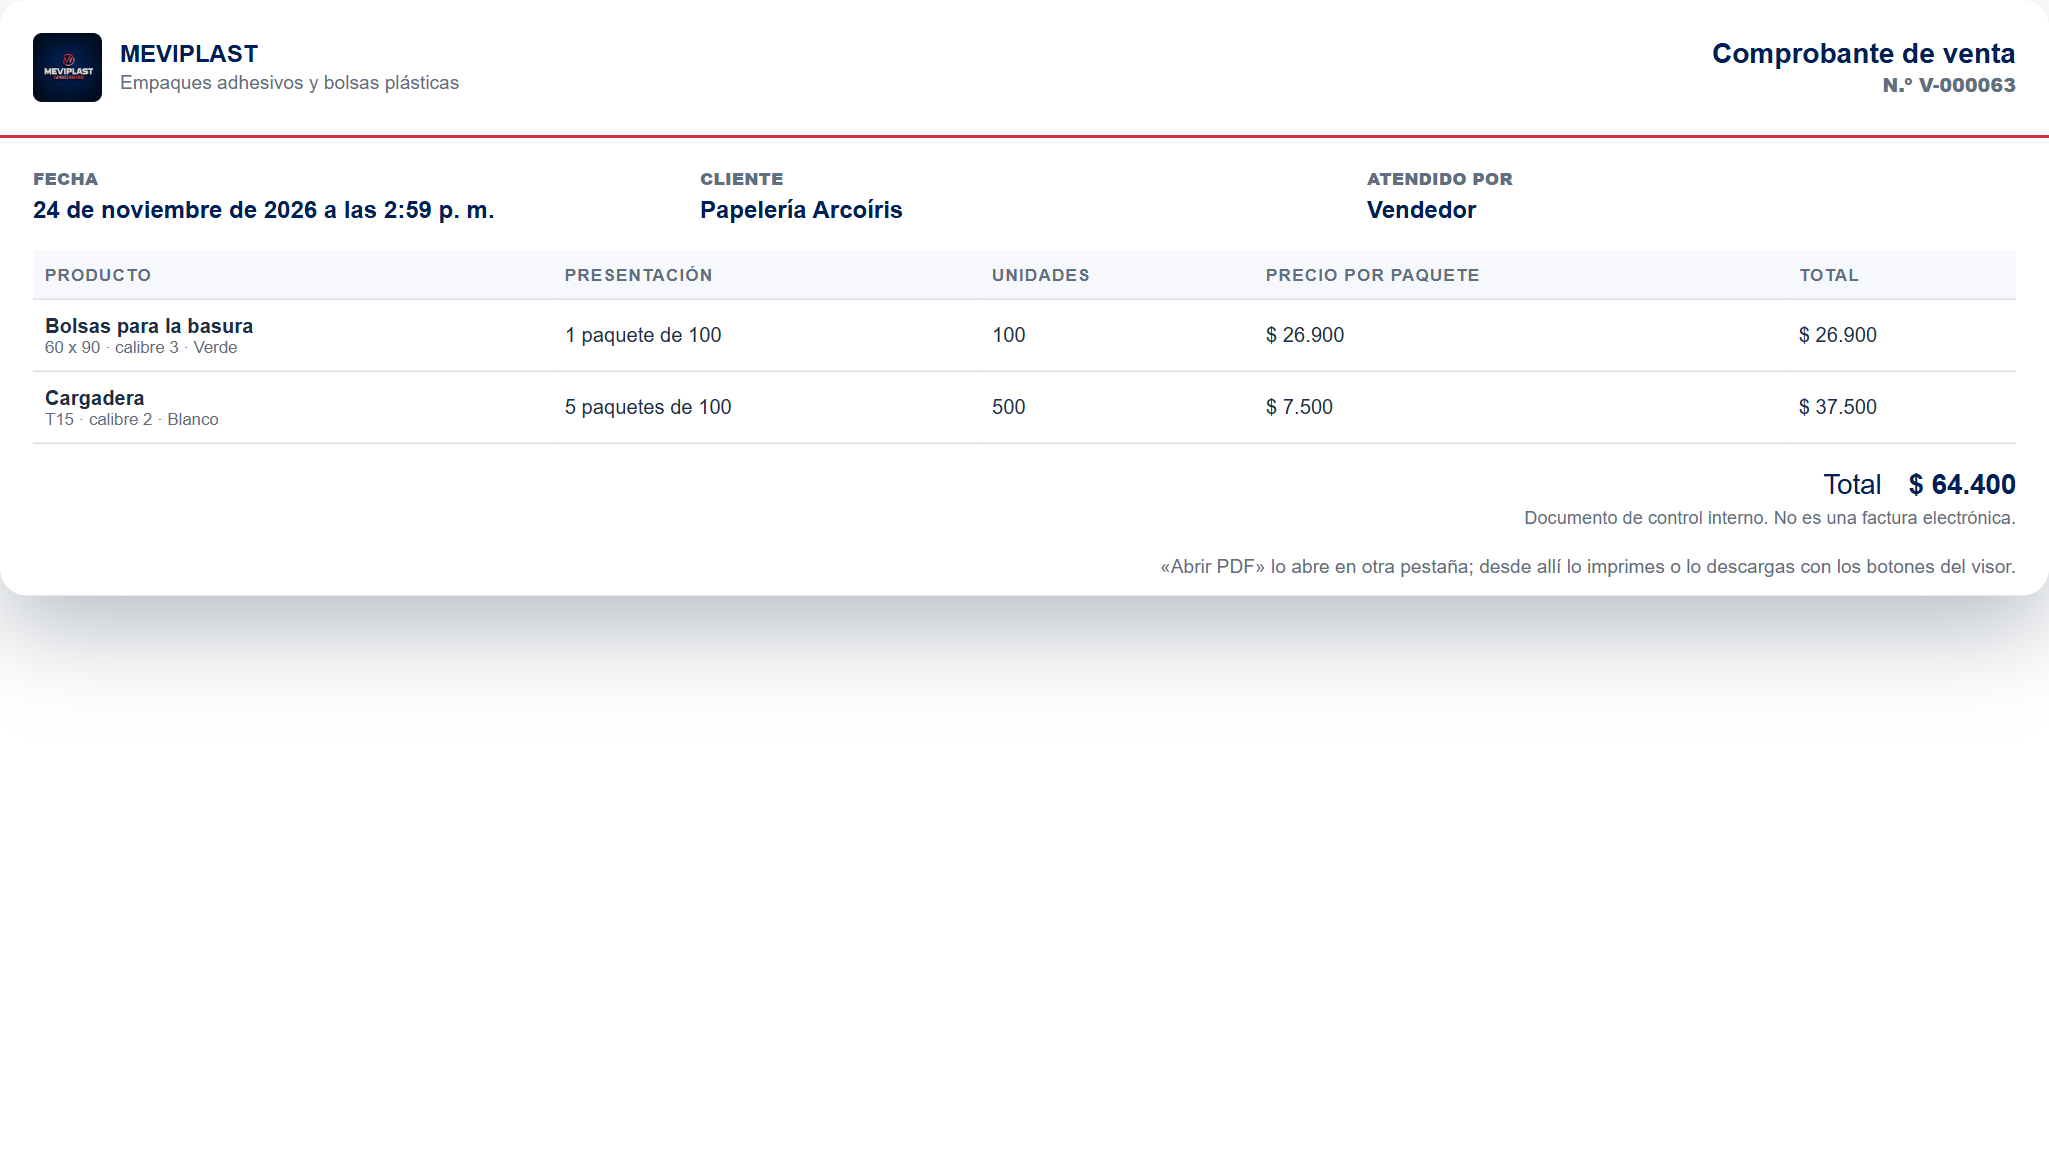 MEVIPLAST
MEVIPLAST
Empaques adhesivos y bolsas plásticas
Comprobante de venta
N.º V-000063
FECHA
24 de noviembre de 2026 a las 2:59 p. m.
CLIENTE
Papelería Arcoíris
ATENDIDO POR
Vendedor
PRODUCTO PRESENTACIÓN UNIDADES PRECIO POR PAQUETE TOTAL
Bolsas para la basura
60 x 90 · calibre 3 · Verde
1 paquete de 100 100 $ 26.900 $ 26.900
Cargadera
T15 · calibre 2 · Blanco
5 paquetes de 100 500 $ 7.500 $ 37.500
Total $ 64.400
Documento de control interno. No es una factura electrónica.
«Abrir PDF» lo abre en otra pestaña; desde allí lo imprimes o lo descargas con los botones del visor.